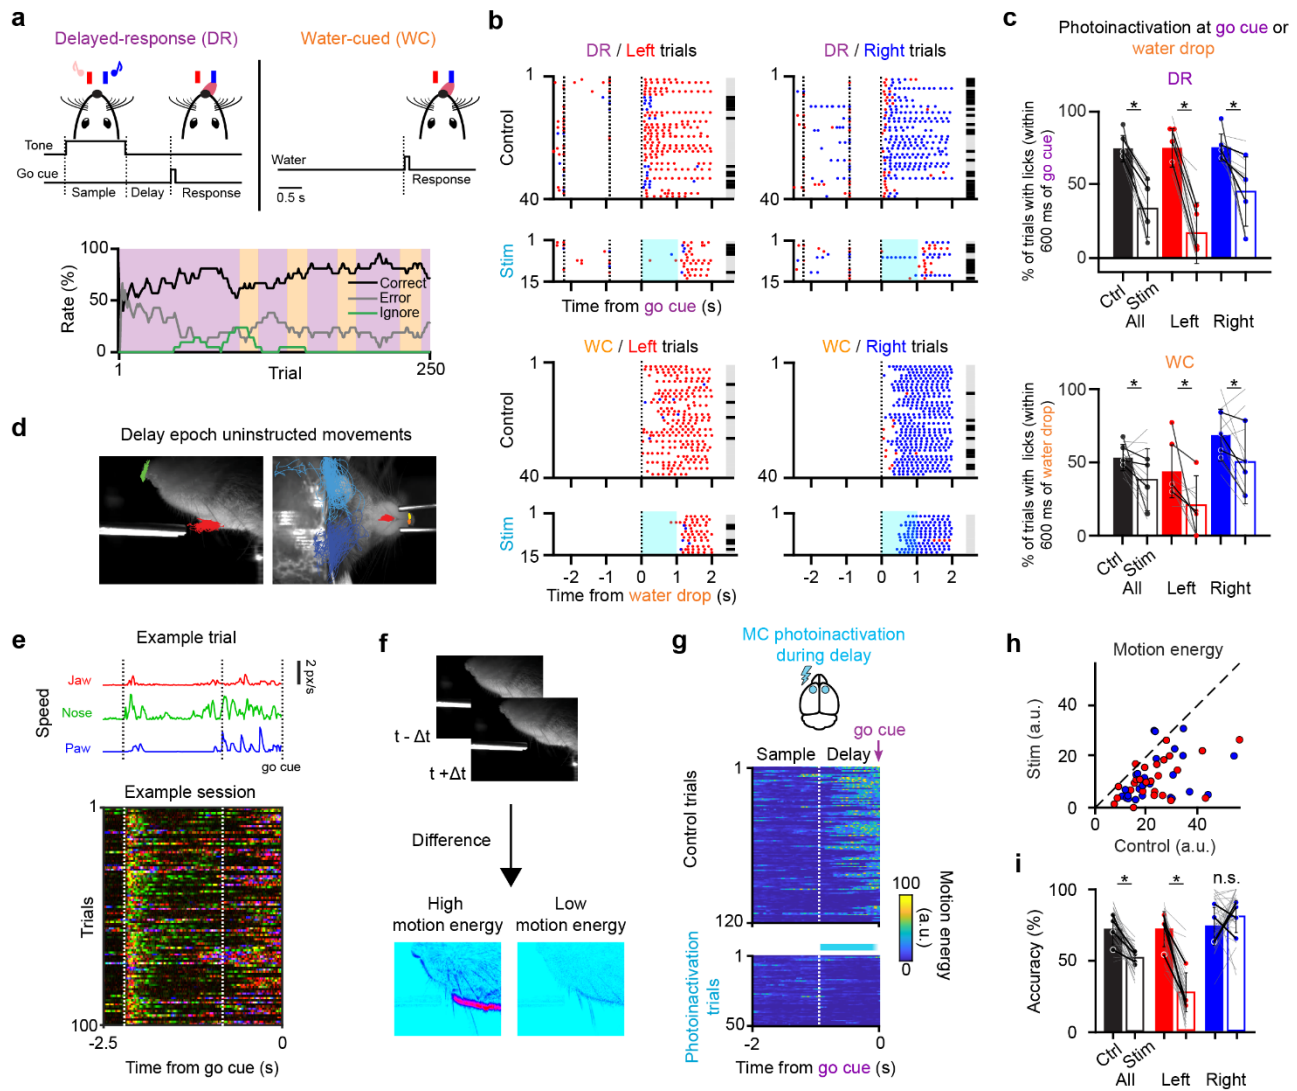 a
Delayed-response (DR)
Water-cued (WC)
Tone
Go cue
Sample
Delay
Response
Water
Response
0.5 s
Rate (%)
100
50
0
Correct
Error
Ignore
1
Trial
250
b
DR / Left trials
DR / Right trials
Control
1
40
Stim
1
15
Time from go cue (s)
WC / Left trials
WC / Right trials
Control
1
40
Stim
1
15
-2
-1
0
1
2
-2
-1
0
1
2
Time from water drop (s)
c
Photoinactivation at go cue or
water drop
DR
% of trials with licks (within
600 ms of go cue)
100
50
0
*
*
*
Ctrl
Stim
All
Left
Right
WC
% of trials with licks (within
600 ms of water drop)
100
50
0
*
*
*
Ctrl
Stim
All
Left
Right
d
Delay epoch uninstructed movements
e
Example trial
2 px/s
Speed
Jaw
Nose
Paw
go cue
Example session
Trials
1
100
-2.5
0
Time from go cue (s)
f
t - Δt
t +Δt
Difference
High
motion energy
Low
motion energy
g
MC photoinactivation
during delay
go cue
Sample
Delay
Control trials
1
120
100
0
Motion energy
(a.u.)
Photoinactivation
trials
1
50
-2
0
Time from go cue (s)
h
Motion energy
Stim (a.u.)
40
20
0
0
20
40
Control (a.u.)
i
Accuracy (%)
100
50
0
*
*
n.s.
Ctrl
Stim
All
Left
Right